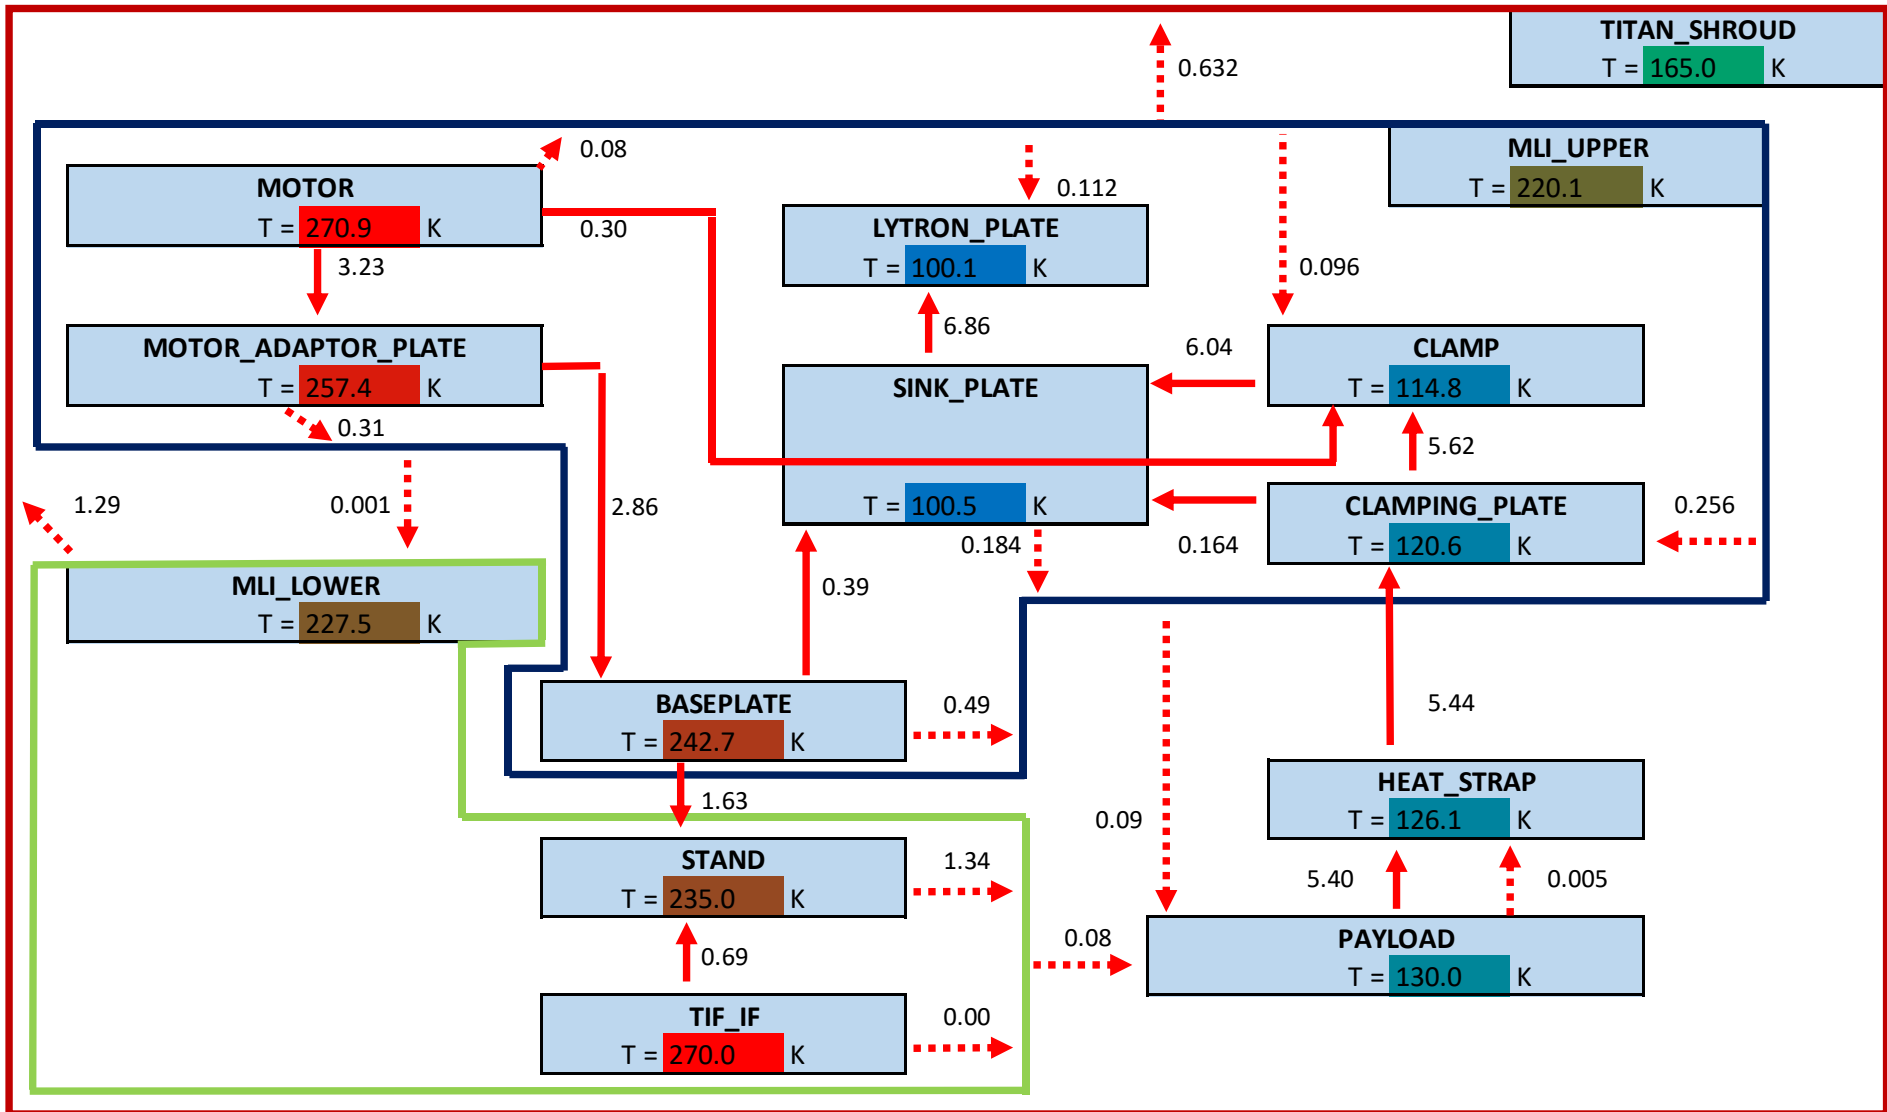 TITAN_SHROUD
T = 165.0 K
0.632
MLI_UPPER
T = 220.1 K
0.08
MOTOR
T = 270.9 K
0.30
0.112
LYTRON_PLATE
T = 100.1 K
0.096
3.23
6.86
MOTOR_ADAPTOR_PLATE
T = 257.4 K
0.31
SINK_PLATE
T = 100.5 K
6.04
CLAMP
T = 114.8 K
5.62
1.29
0.001
2.86
0.184
0.164
CLAMPING_PLATE
T = 120.6 K
0.256
MLI_LOWER
T = 227.5 K
0.39
BASEPLATE
T = 242.7 K
0.49
5.44
1.63
0.09
HEAT_STRAP
T = 126.1 K
STAND
T = 235.0 K
1.34
5.40
0.005
0.69
0.08
PAYLOAD
T = 130.0 K
TIF_IF
T = 270.0 K
0.00